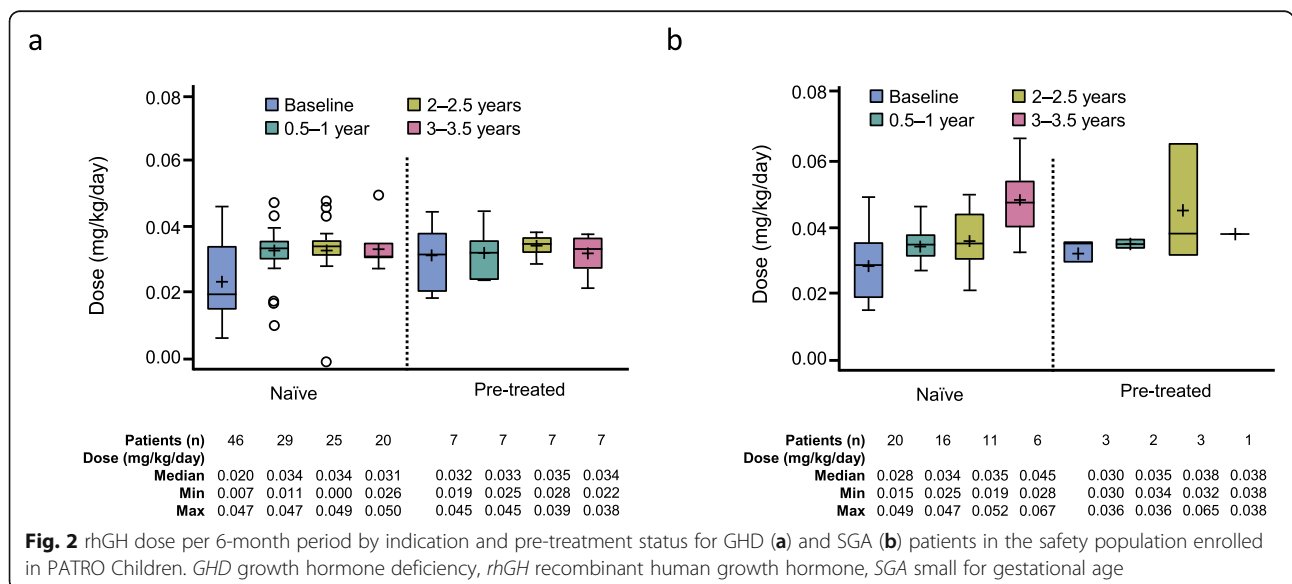 a
0.08
0.06
0.04
0.02
0.00
Dose (mg/kg/day)
Baseline
2–2.5 years
0.5–1 year
3–3.5 years
Naïve
Pre-treated
Patients (n) 46 29 25 20 7 7 7 7
Dose (mg/kg/day)
Median 0.020 0.034 0.034 0.031 0.032 0.033 0.035 0.034
Min 0.007 0.011 0.000 0.026 0.019 0.025 0.028 0.022
Max 0.047 0.047 0.049 0.050 0.045 0.045 0.039 0.038
b
0.08
0.06
0.04
0.02
0.00
Dose (mg/kg/day)
Baseline
2–2.5 years
0.5–1 year
3–3.5 years
Naïve
Pre-treated
Patients (n) 20 16 11 6 3 2 3 1
Dose (mg/kg/day)
Median 0.028 0.034 0.035 0.045 0.030 0.035 0.038 0.038
Min 0.015 0.025 0.019 0.028 0.030 0.034 0.032 0.038
Max 0.049 0.047 0.052 0.067 0.036 0.036 0.065 0.038
Fig. 2 rhGH dose per 6-month period by indication and pre-treatment status for GHD (a) and SGA (b) patients in the safety population enrolled
in PATRO Children. GHD growth hormone deficiency, rhGH recombinant human growth hormone, SGA small for gestational age